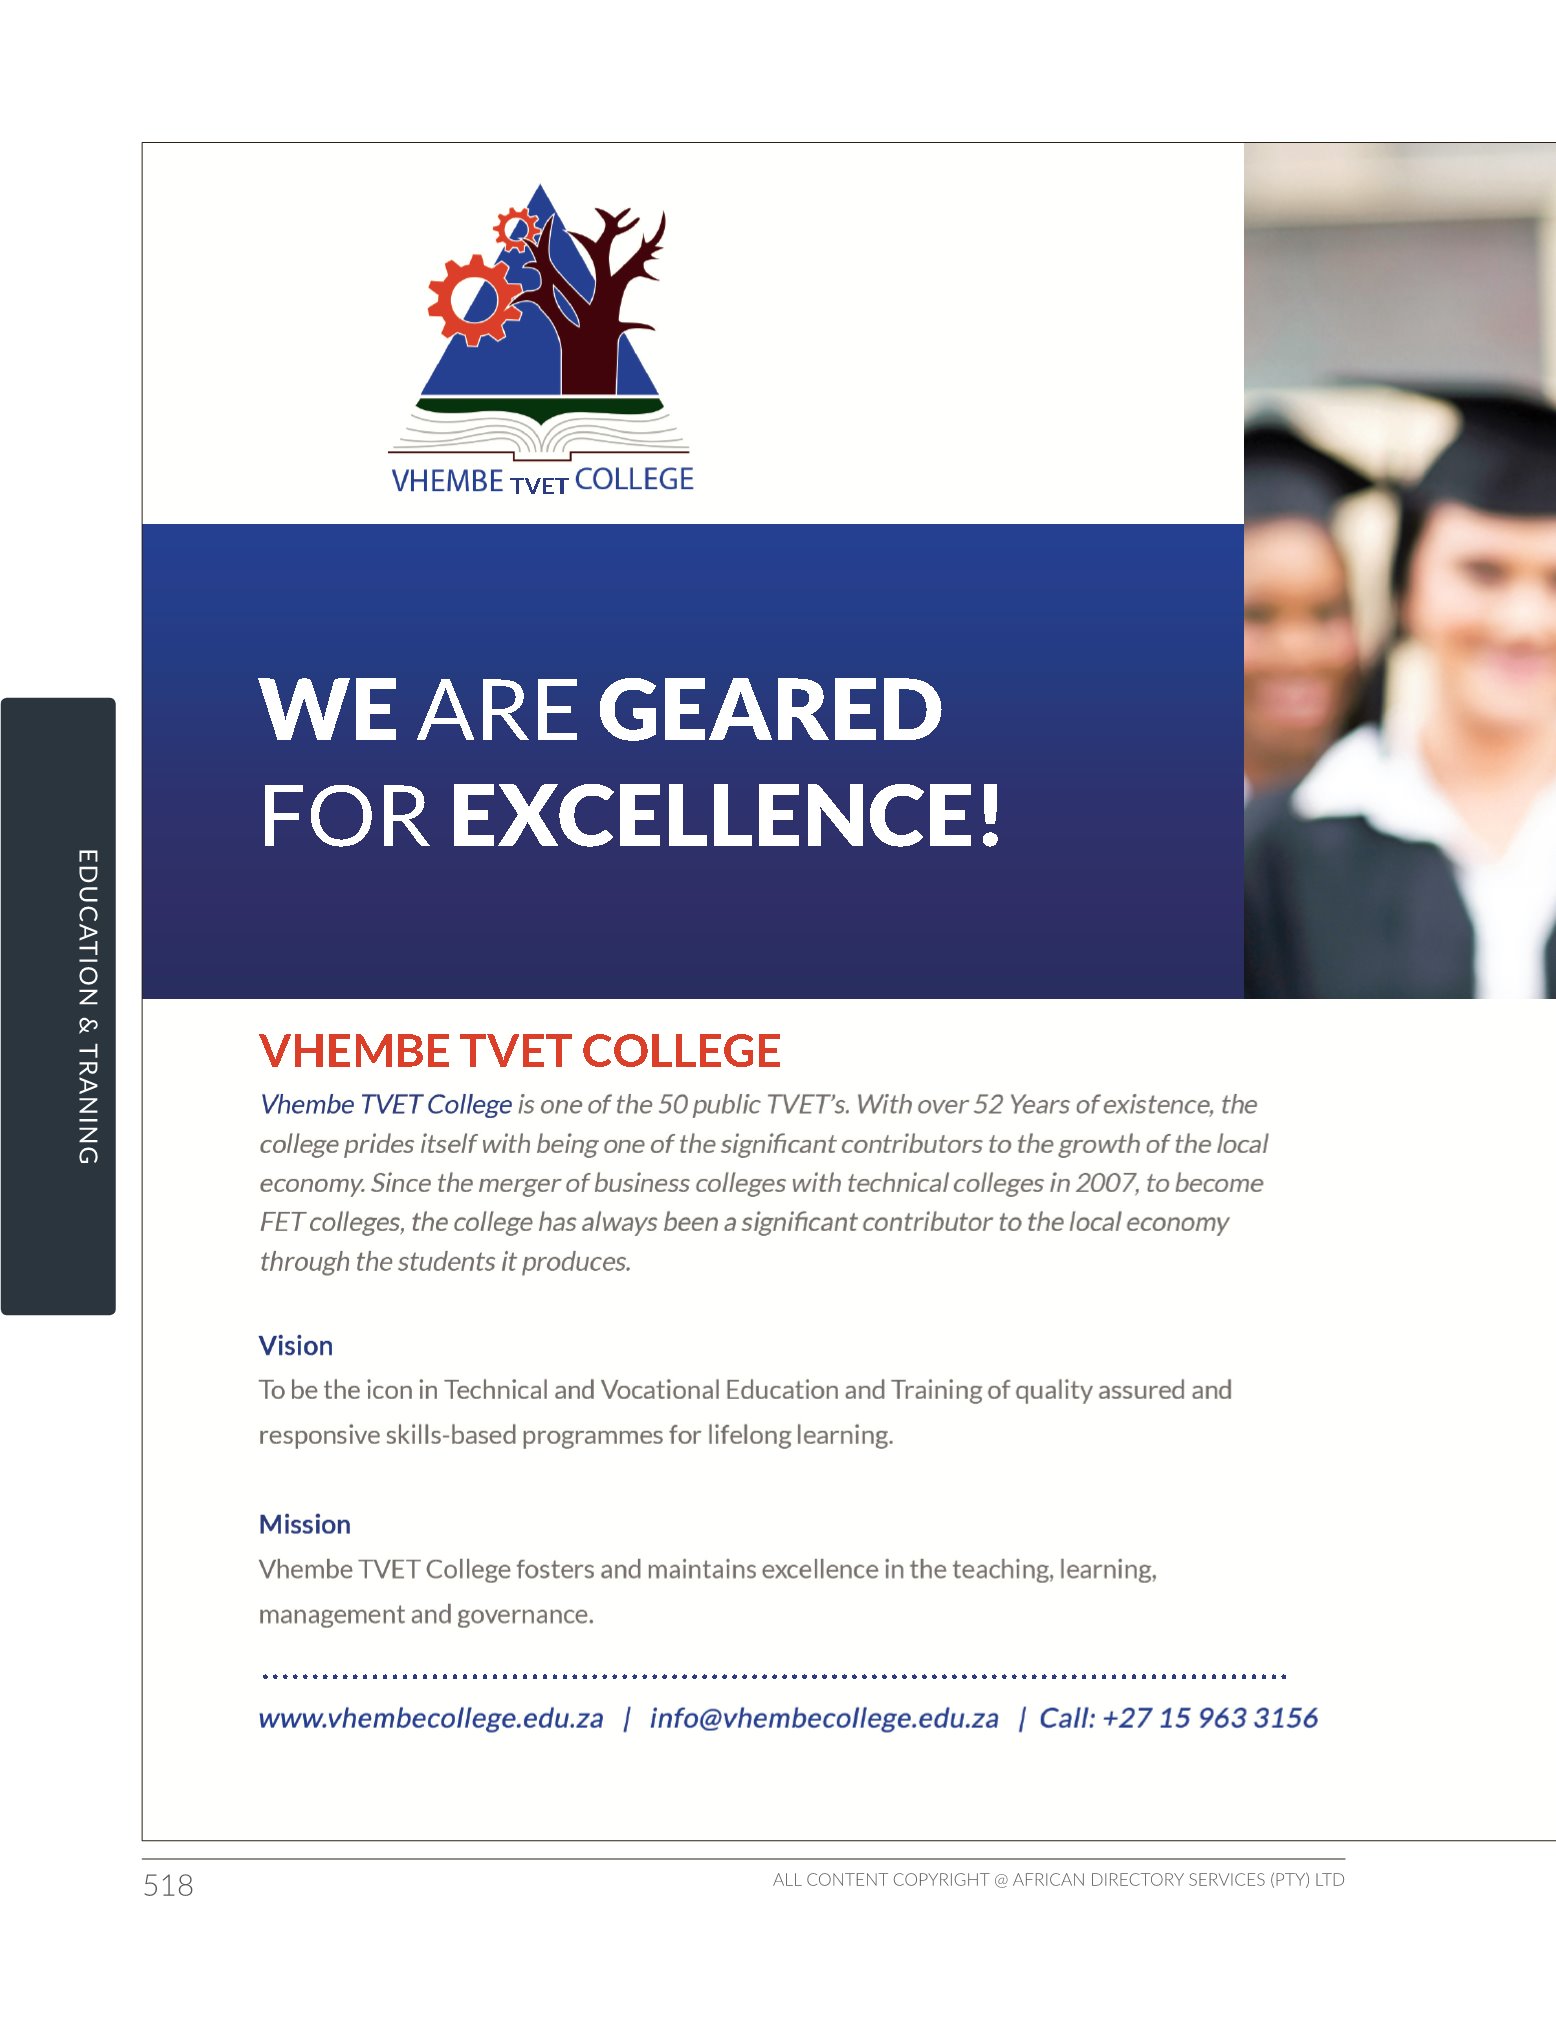 VHEMBE TVET COLLEGE
WE ARE GEARED
FOR EXCELLENCE!
EDUCATION & TRANING
VHEMBE TVET COLLEGE
Vhembe TVET College is one of the 50 public TVET’s. With over 52 Years of existence, the
college prides itself with being one of the significant contributors to the growth of the local
economy. Since the merger of business colleges with technical colleges in 2007, to become
FET colleges, the college has always been a significant contributor to the local economy
through the students it produces.
Vision
To be the icon in Technical and Vocational Education and Training of quality assured and
responsive skills-based programmes for lifelong learning.
Mission
Vhembe TVET College fosters and maintains excellence in the teaching, learning,
management and governance.
www.vhembecollege.edu.za | info@vhembecollege.edu.za | Call: +27 15 963 3156
518
ALL CONTENT COPYRIGHT @ AFRICAN DIRECTORY SERVICES (PTY) LTD